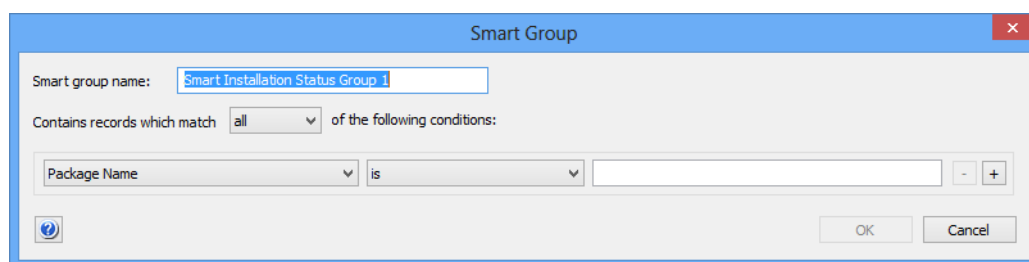 Smart Group
Smart group name: Smart Installation Status Group 1
Contains records which match all of the following conditions:
Package Name is - +
? OK Cancel